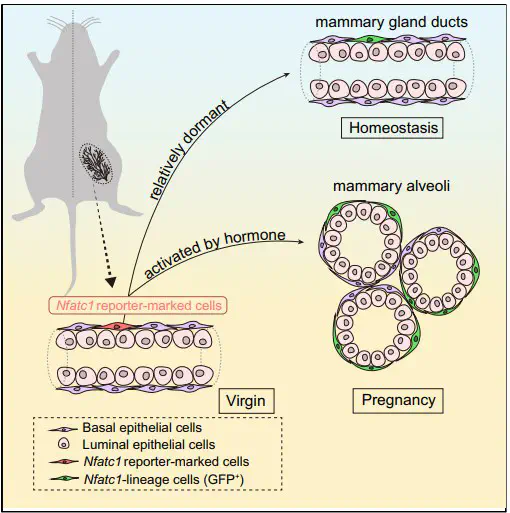 mammary gland ducts
relatively dormant
Homeostasis
mammary alveoli
activated by hormone
Nfatc1 reporter-marked cells
Virgin
Pregnancy
Basal epithelial cells
Luminal epithelial cells
Nfatc1 reporter-marked cells
Nfatc1-lineage cells (GFP⁺)